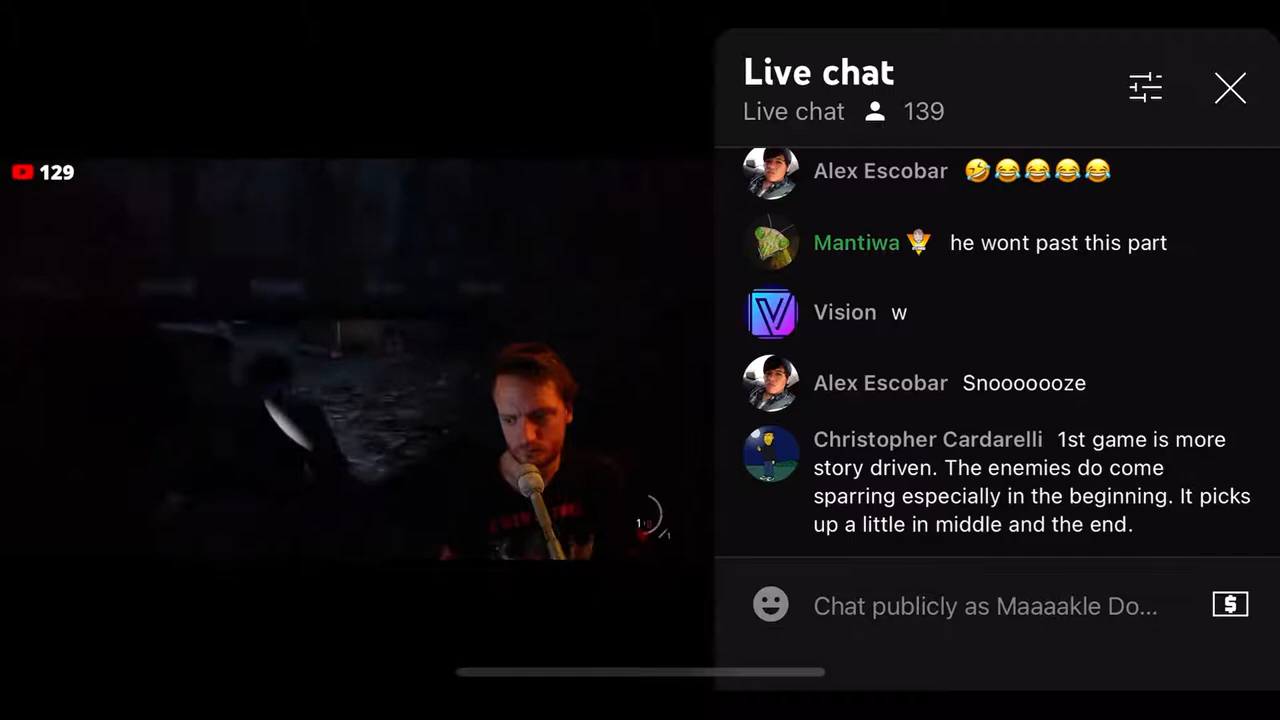 Live chat
Live chat 139
129
Alex Escobar 🤣😂😂😂😂
Mantiwa he wont past this part
Vision w
Alex Escobar Snooooooze
Christopher Cardarelli 1st game is more
story driven. The enemies do come
sparring especially in the beginning. It picks
up a little in middle and the end.
Chat publicly as Maaaakle Do...